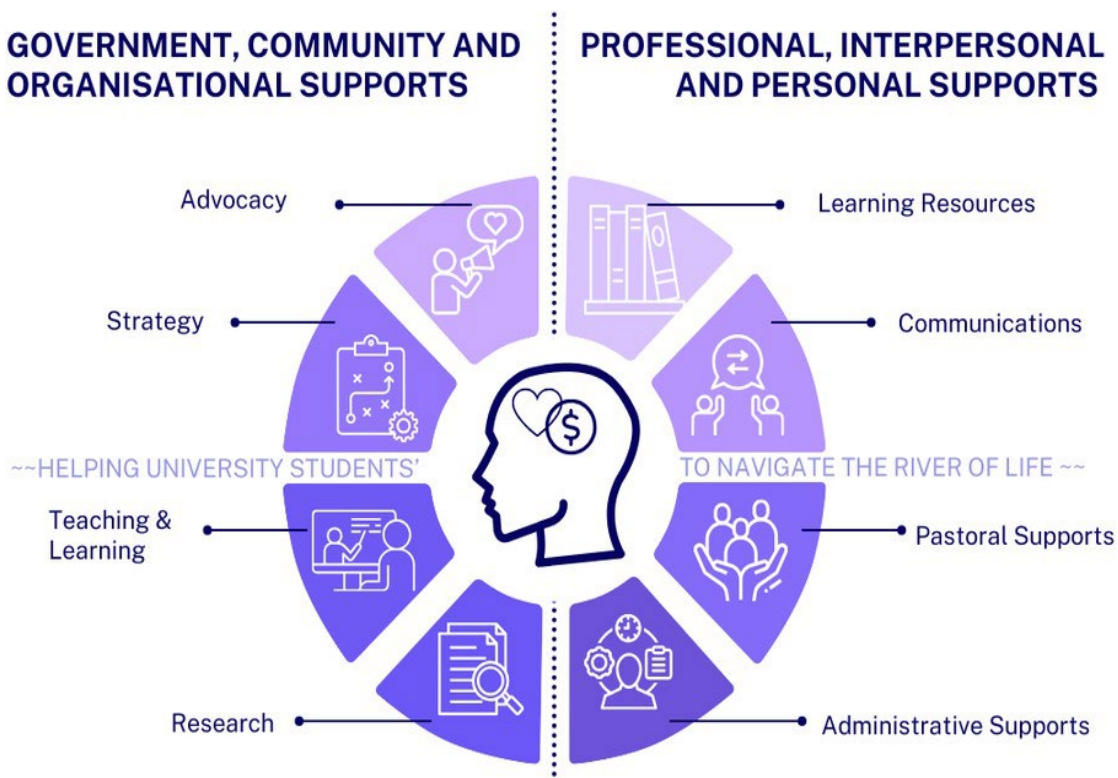 GOVERNMENT, COMMUNITY AND
ORGANISATIONAL SUPPORTS
PROFESSIONAL, INTERPERSONAL
AND PERSONAL SUPPORTS
Advocacy
Learning Resources
Strategy
Communications
~~HELPING UNIVERSITY STUDENTS’
TO NAVIGATE THE RIVER OF LIFE ~~
Teaching &
Learning
Pastoral Supports
Research
Administrative Supports
$